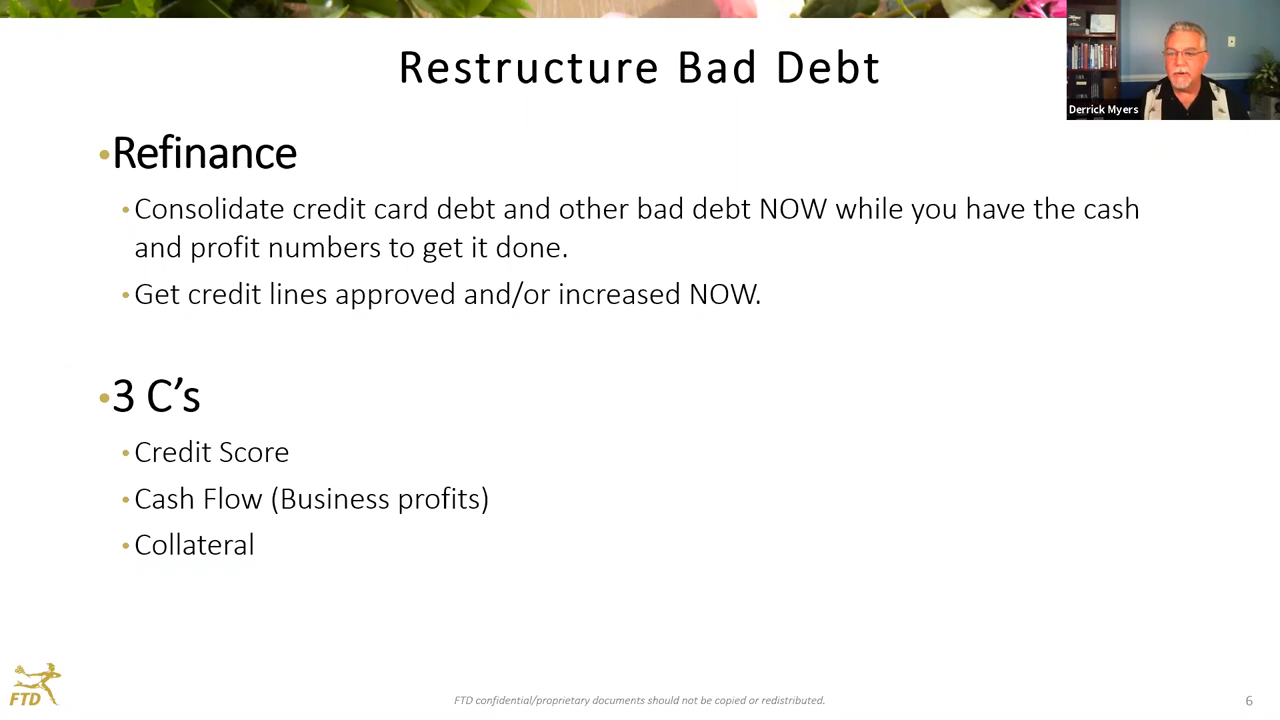 Restructure Bad Debt
Derrick Myers
•Refinance
•Consolidate credit card debt and other bad debt NOW while you have the cash
and profit numbers to get it done.
•Get credit lines approved and/or increased NOW.
•3 C’s
•Credit Score
•Cash Flow (Business profits)
•Collateral
FTD
FTD confidential/proprietary documents should not be copied or redistributed.
6